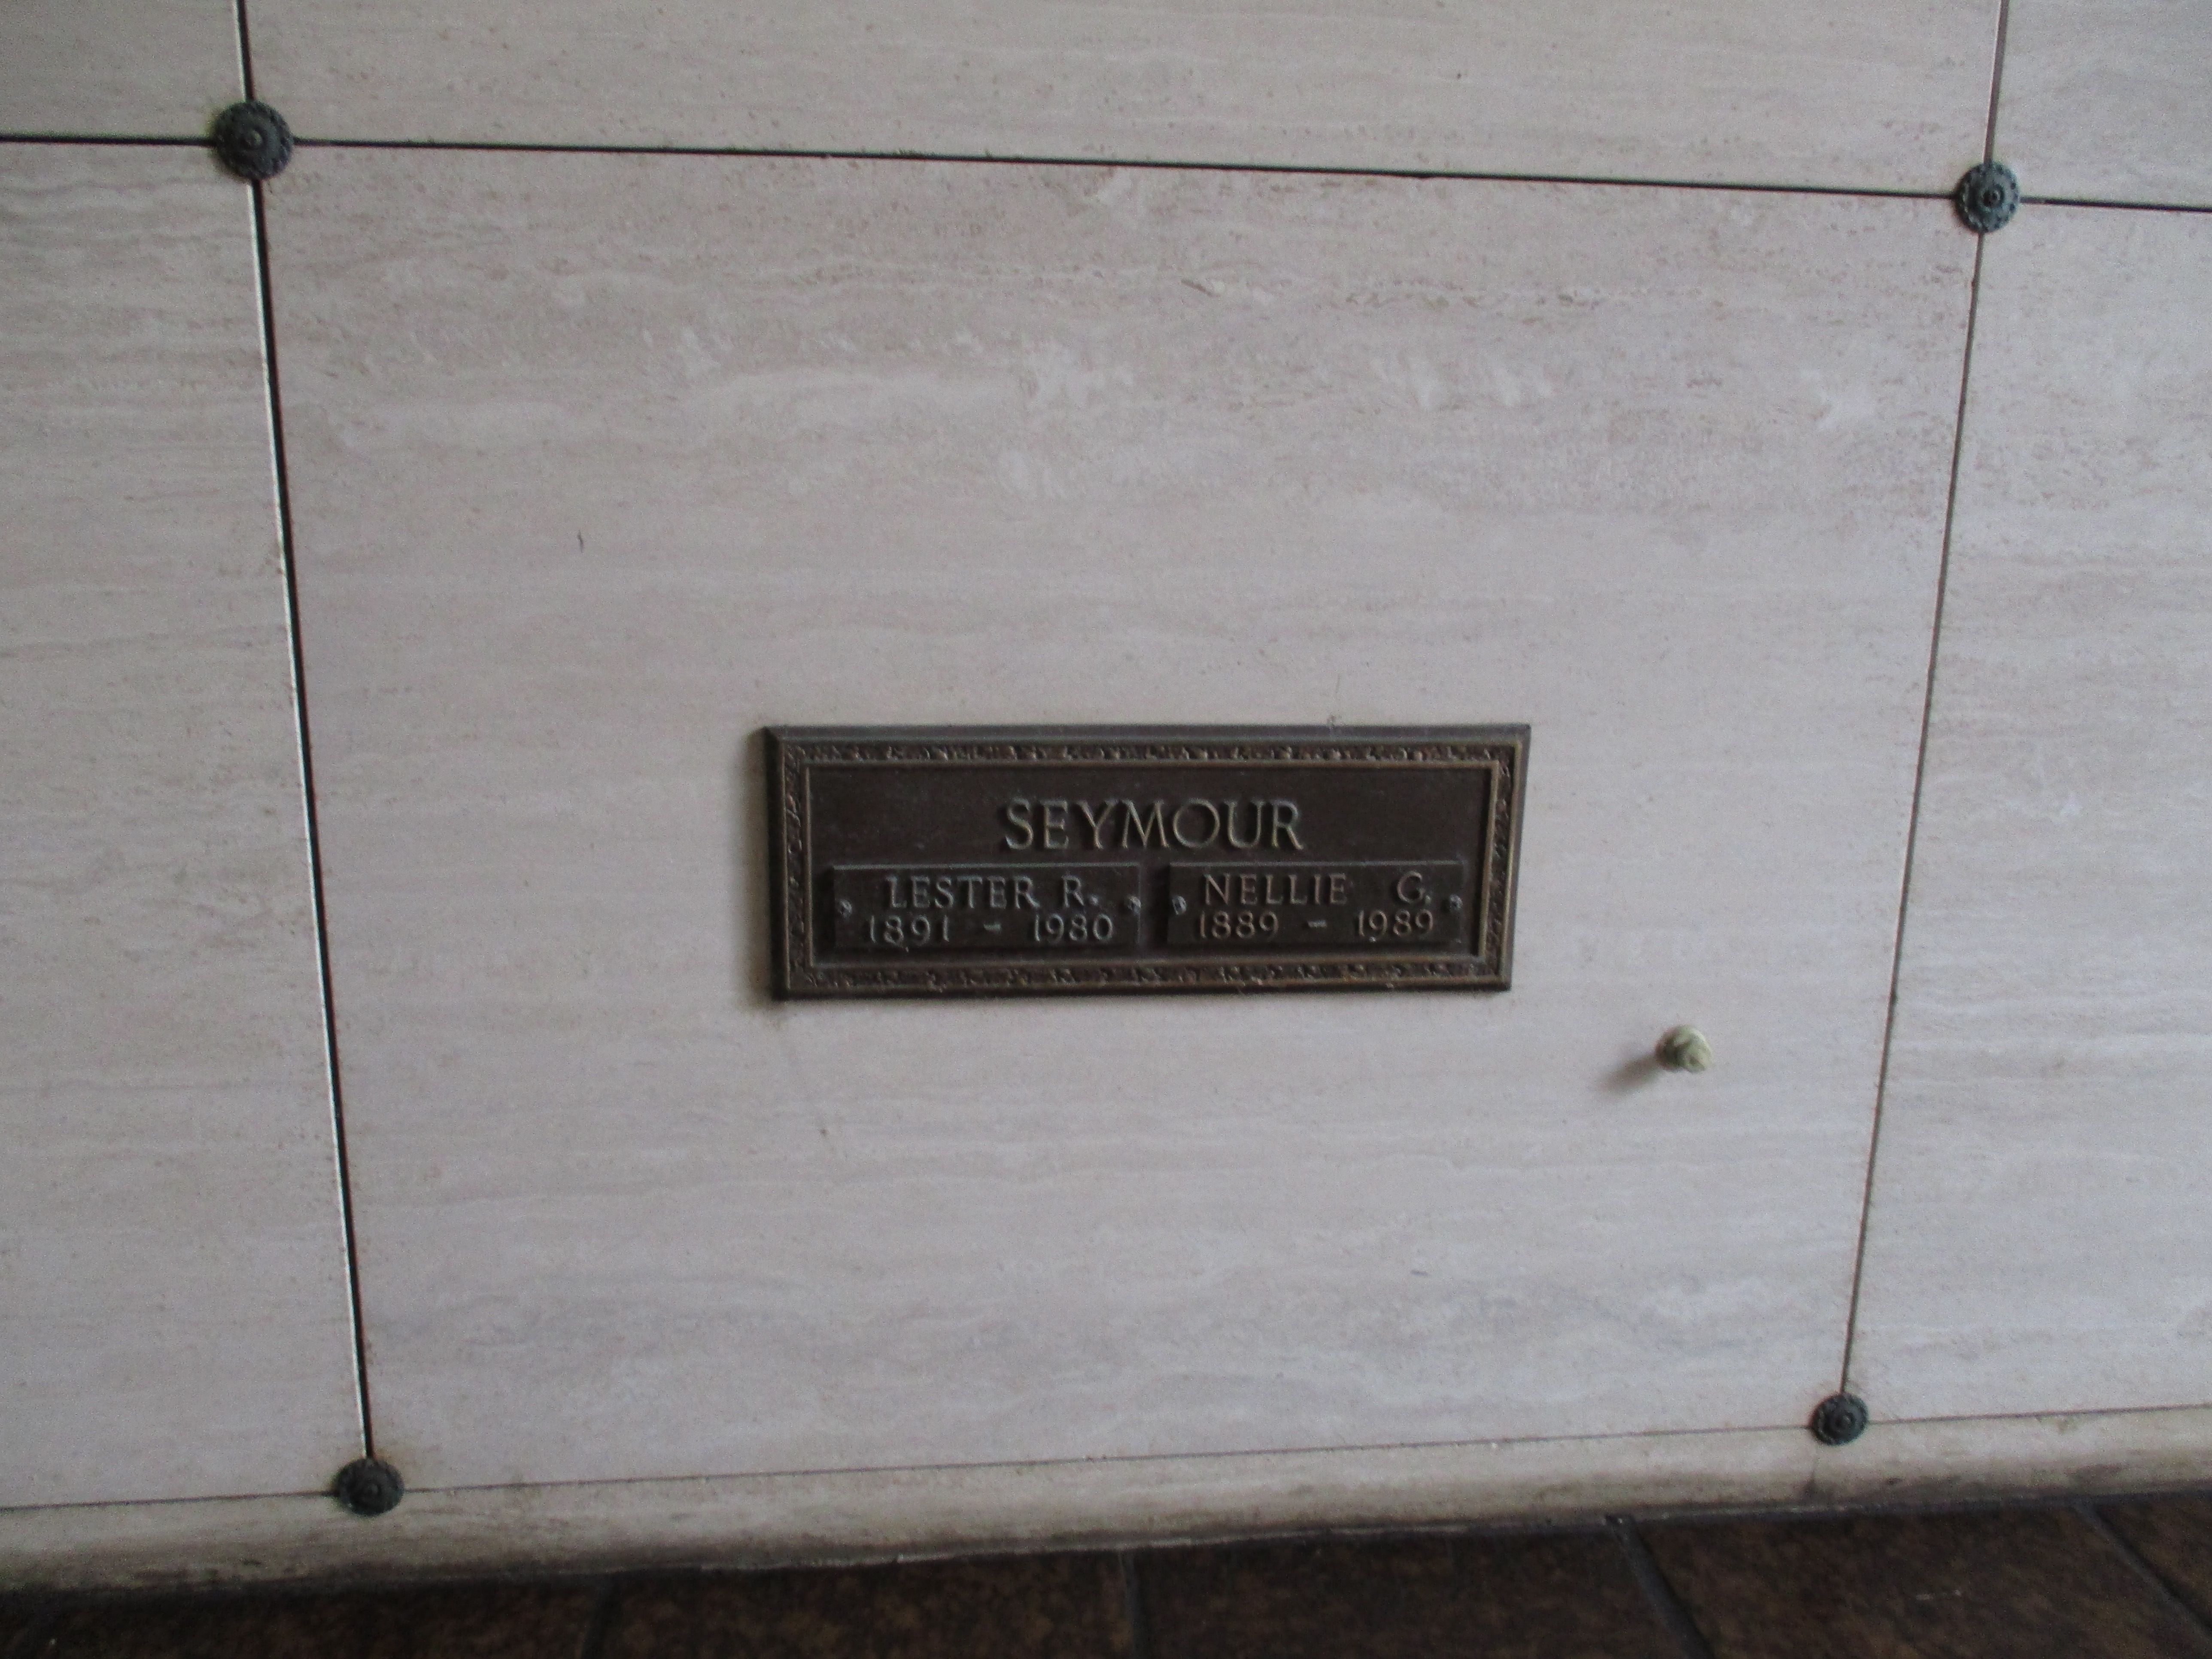 SEYMOUR
LESTER R.
1891 - 1980
NELLIE G.
1889 - 1989